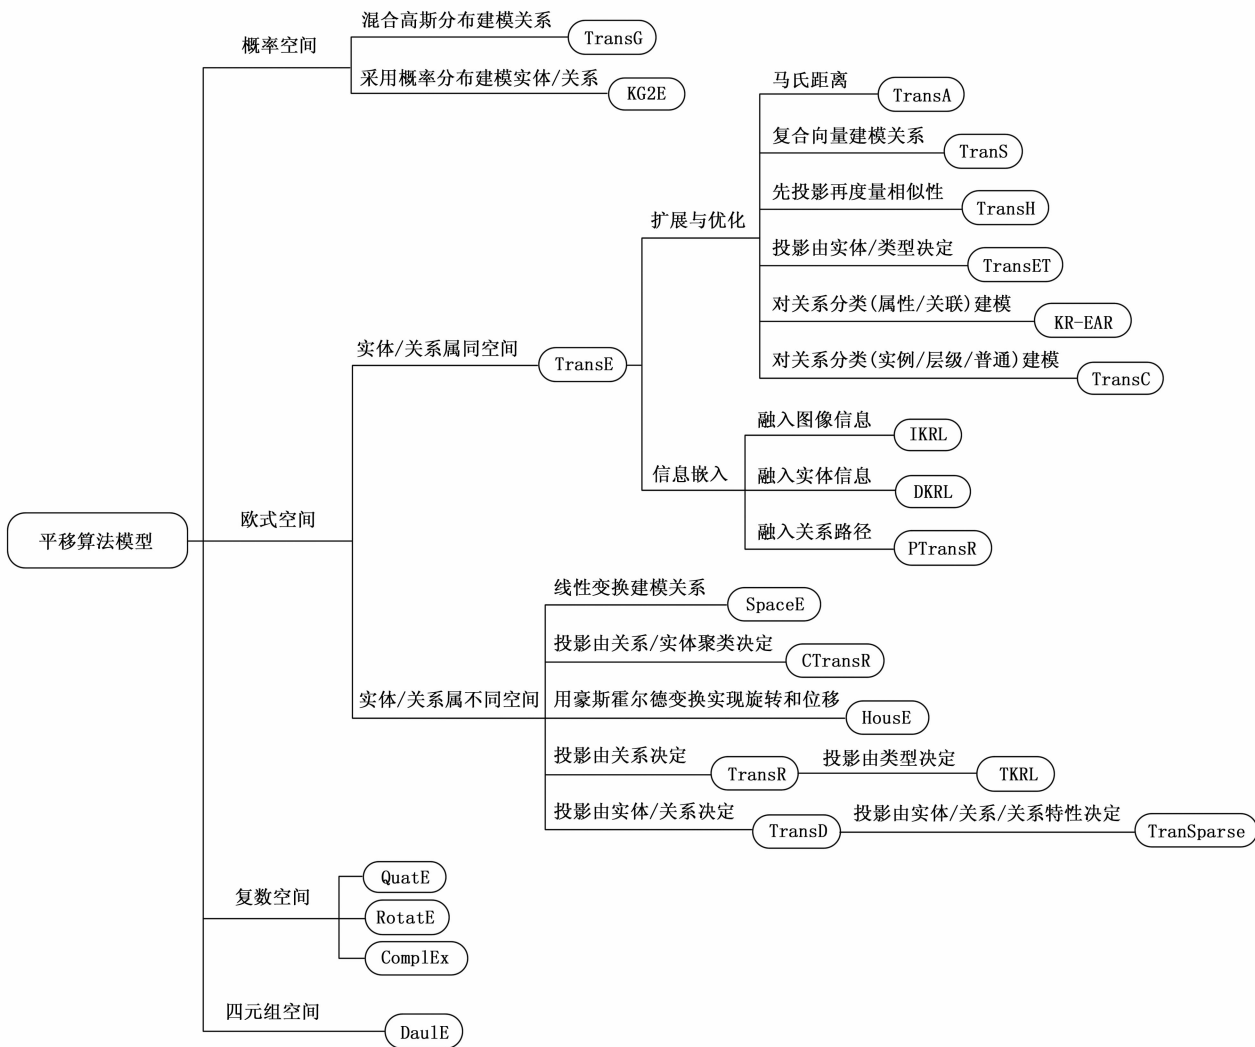 平移算法模型
概率空间
混合高斯分布建模关系
TransG
采用概率分布建模实体/关系
KG2E
欧式空间
实体/关系属同空间
TransE
扩展与优化
马氏距离
TransA
复合向量建模关系
TranS
先投影再度量相似性
TransH
投影由实体/类型决定
TransET
对关系分类(属性/关联)建模
KR-EAR
对关系分类(实例/层级/普通)建模
TransC
信息嵌入
融入图像信息
IKRL
融入实体信息
DKRL
融入关系路径
PTransR
实体/关系属不同空间
线性变换建模关系
SpaceE
投影由关系/实体聚类决定
CTransR
用豪斯霍尔德变换实现旋转和位移
HousE
投影由关系决定
TransR
投影由类型决定
TKRL
投影由实体/关系决定
TransD
投影由实体/关系/关系特性决定
TranSparse
复数空间
QuatE
RotatE
ComplEx
四元组空间
DaulE